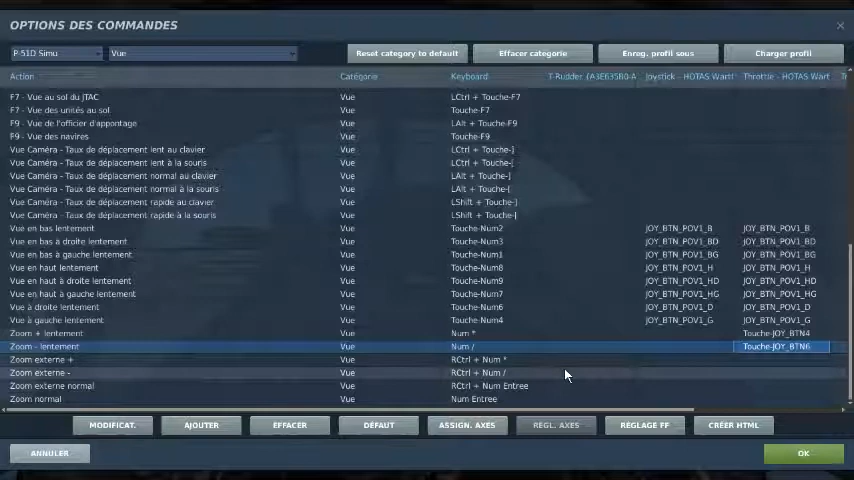 OPTIONS DES COMMANDES
P-51D Simu Vue Reset category to default Effacer catégorie Enreg. profil sous Charger profil
Action Catégorie Keyboard T-Rudder {A3E635B0-A Joystick - HOTAS Wart Throttle - HOTAS Wart
F7 - Vue au sol du JTAC Vue LCtrl + Touche-F7
F7 - Vue des unités au sol Vue Touche-F7
F9 - Vue de l'officier d'appontage Vue LAlt + Touche-F9
F9 - Vue des navires Vue Touche-F9
Vue Caméra - Taux de déplacement lent au clavier Vue LCtrl + Touche-]
Vue Caméra - Taux de déplacement lent à la souris Vue LCtrl + Touche-[
Vue Caméra - Taux de déplacement normal au clavier Vue LAlt + Touche-]
Vue Caméra - Taux de déplacement normal à la souris Vue LAlt + Touche-[
Vue Caméra - Taux de déplacement rapide au clavier Vue LShift + Touche-]
Vue Caméra - Taux de déplacement rapide à la souris Vue LShift + Touche-[
Vue en bas lentement Vue Touche-Num2 JOY_BTN_POV1_B JOY_BTN_POV1_B
Vue en bas à droite lentement Vue Touche-Num3 JOY_BTN_POV1_BD JOY_BTN_POV1_BD
Vue en bas à gauche lentement Vue Touche-Num1 JOY_BTN_POV1_BG JOY_BTN_POV1_BG
Vue en haut lentement Vue Touche-Num8 JOY_BTN_POV1_H JOY_BTN_POV1_H
Vue en haut à droite lentement Vue Touche-Num9 JOY_BTN_POV1_HD JOY_BTN_POV1_HD
Vue en haut à gauche lentement Vue Touche-Num7 JOY_BTN_POV1_HG JOY_BTN_POV1_HG
Vue à droite lentement Vue Touche-Num6 JOY_BTN_POV1_D JOY_BTN_POV1_D
Vue à gauche lentement Vue Touche-Num4 JOY_BTN_POV1_G JOY_BTN_POV1_G
Zoom + lentement Vue Num * Touche-JOY_BTN4
Zoom - lentement Vue Num / Touche-JOY_BTN6
Zoom externe + Vue RCtrl + Num *
Zoom externe - Vue RCtrl + Num /
Zoom externe normal Vue RCtrl + Num Entree
Zoom normal Vue Num Entree
MODIFICAT. AJOUTER EFFACER DÉFAUT ASSIGN. AXES RÉGL. AXES RÉGLAGE FF CRÉER HTML
ANNULER OK